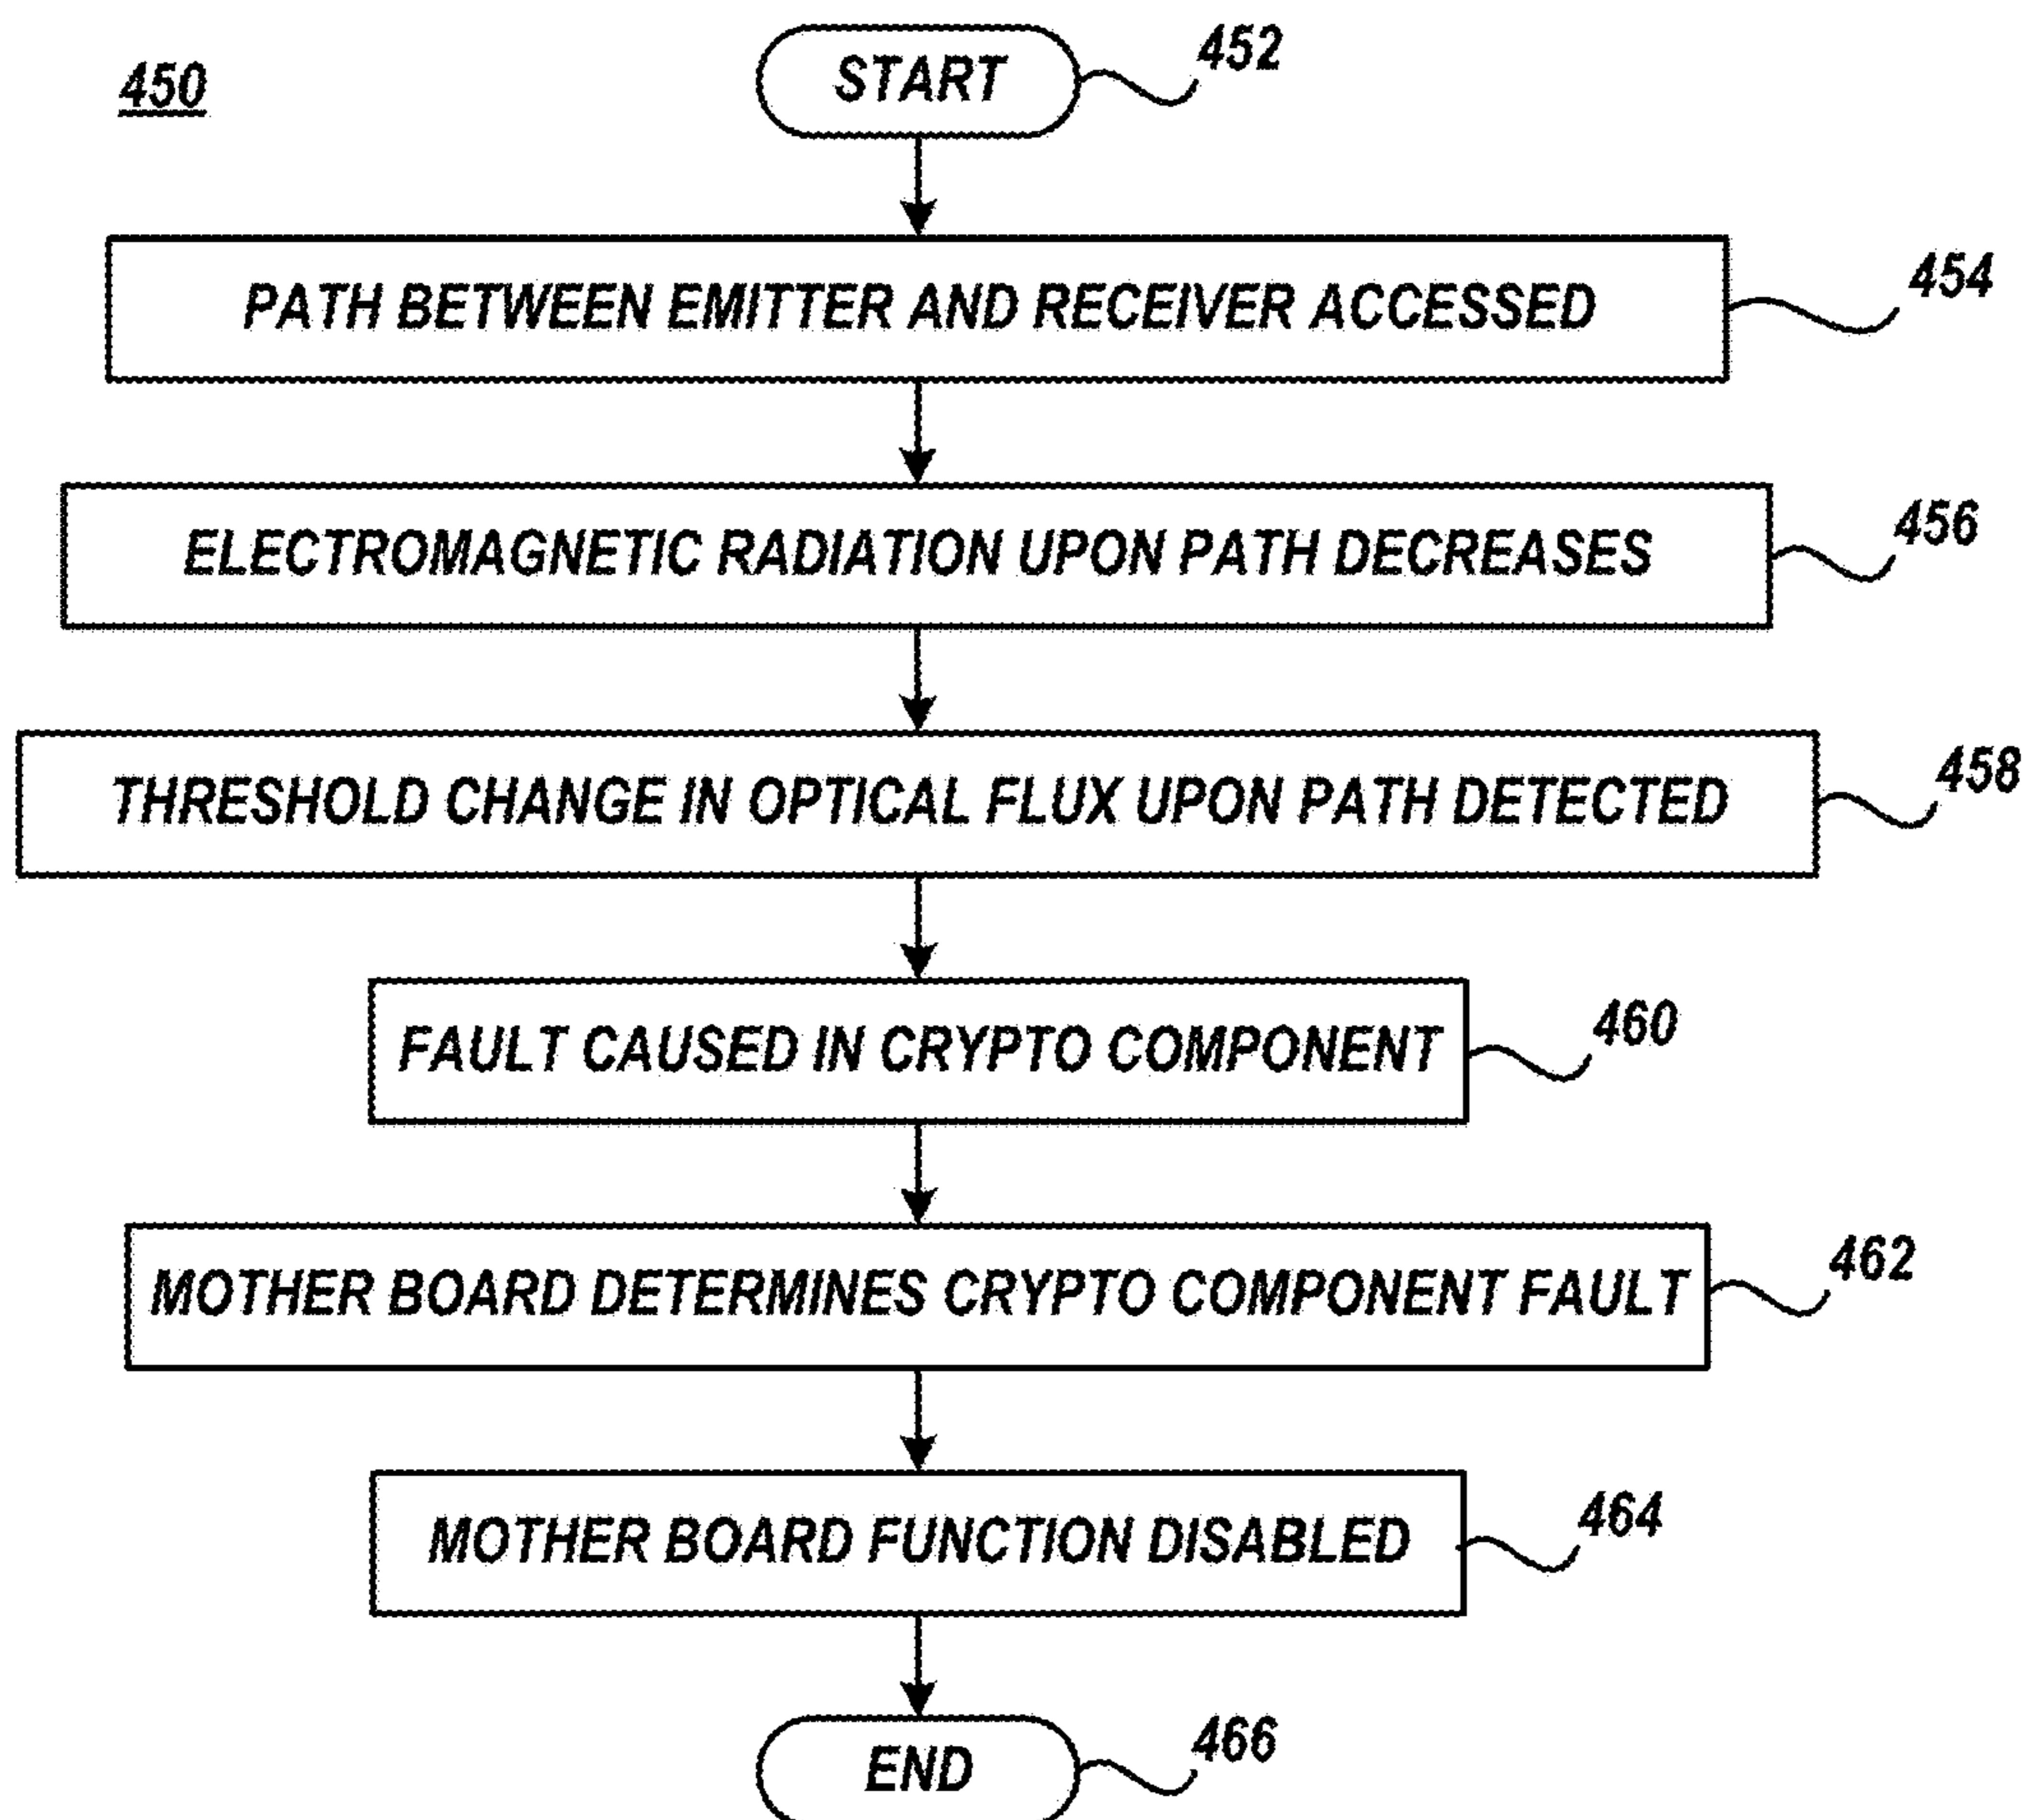 450
START
452
PATH BETWEEN EMITTER AND RECEIVER ACCESSED
454
ELECTROMAGNETIC RADIATION UPON PATH DECREASES
456
THRESHOLD CHANGE IN OPTICAL FLUX UPON PATH DETECTED
458
FAULT CAUSED IN CRYPTO COMPONENT
460
MOTHER BOARD DETERMINES CRYPTO COMPONENT FAULT
462
MOTHER BOARD FUNCTION DISABLED
464
END
466